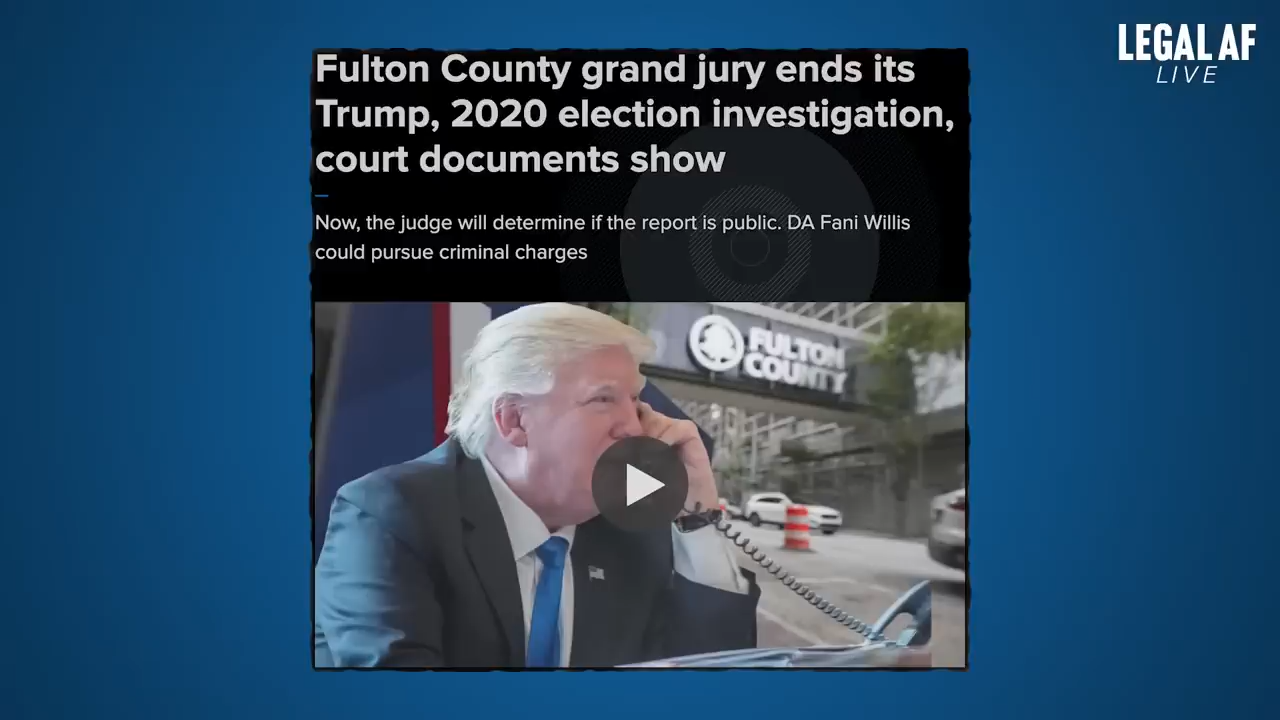 LEGAL AF
LIVE
Fulton County grand jury ends its
Trump, 2020 election investigation,
court documents show
Now, the judge will determine if the report is public. DA Fani Willis
could pursue criminal charges
FULTON
COUNTY